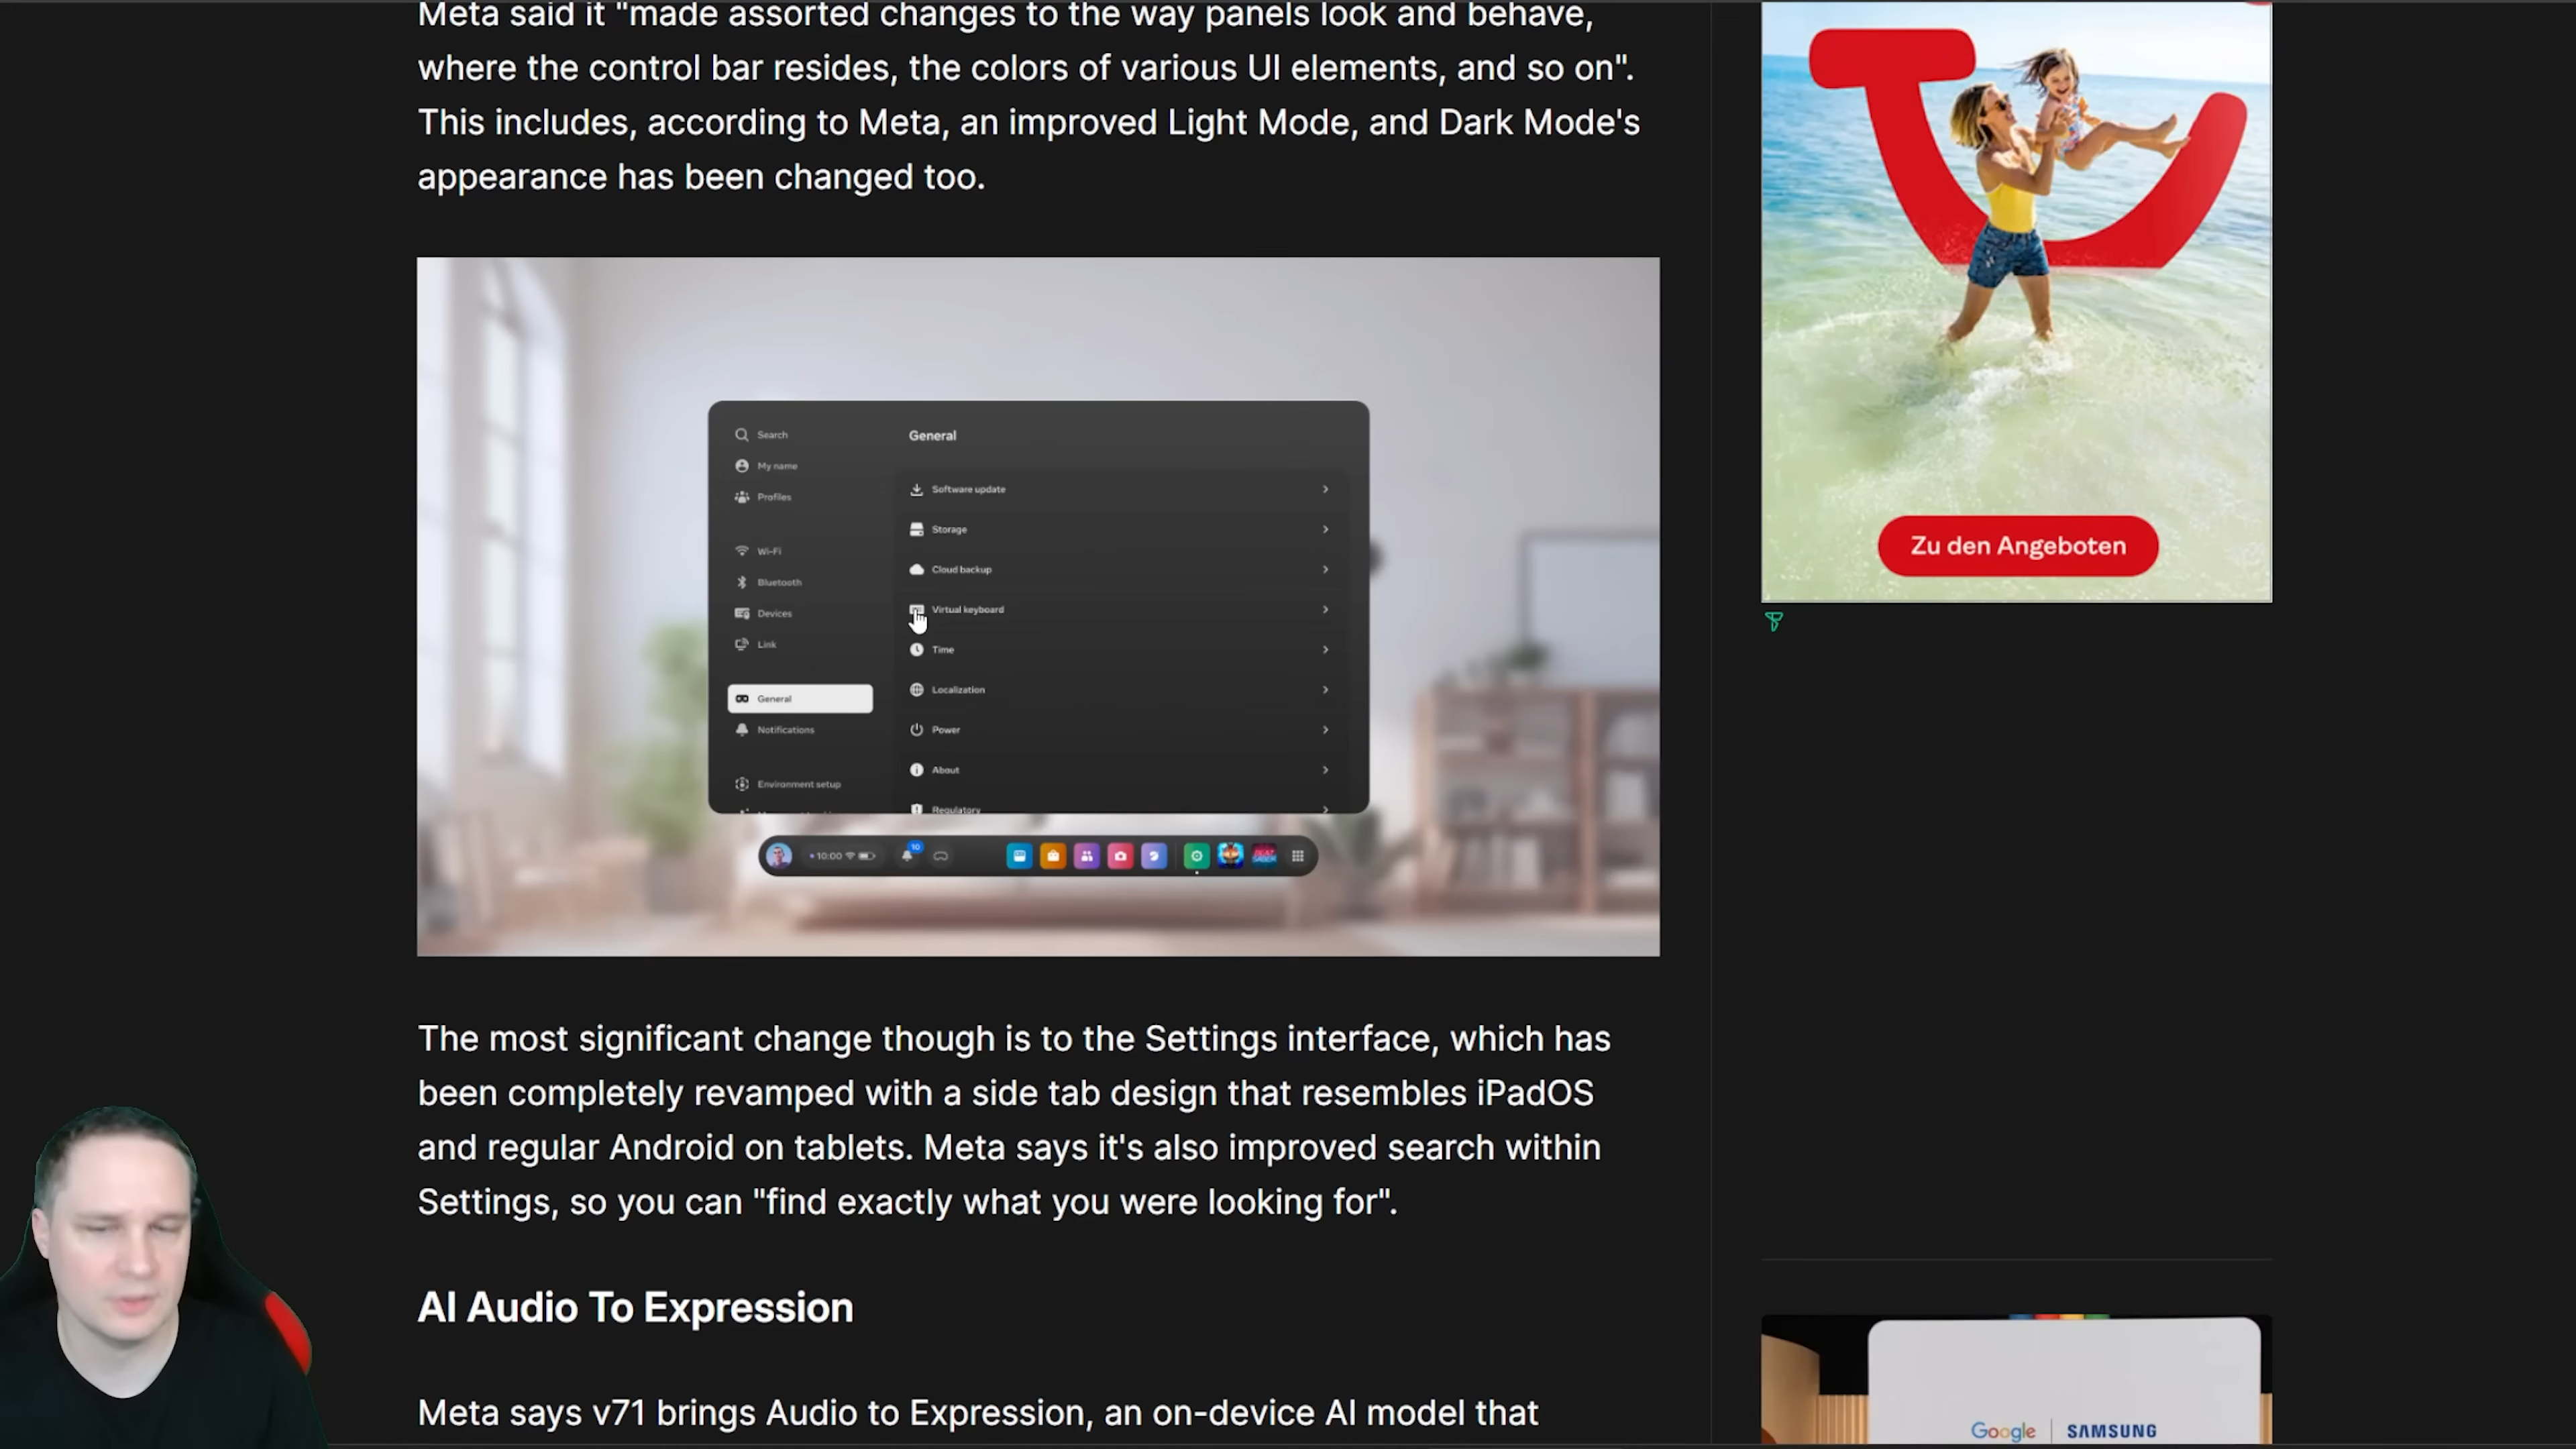 Meta said it "made assorted changes to the way panels look and behave,
where the control bar resides, the colors of various UI elements, and so on".
This includes, according to Meta, an improved Light Mode, and Dark Mode's
appearance has been changed too.
Search
My name
Profiles
Wi-Fi
Bluetooth
Devices
Link
General
Notifications
Environment setup
General
Software update
Storage
Cloud backup
Virtual keyboard
Time
Localization
Power
About
Regulatory
10:00
10
BEAT SABER
The most significant change though is to the Settings interface, which has
been completely revamped with a side tab design that resembles iPadOS
and regular Android on tablets. Meta says it's also improved search within
Settings, so you can "find exactly what you were looking for".
AI Audio To Expression
Meta says v71 brings Audio to Expression, an on-device AI model that
Zu den Angeboten
Google | SAMSUNG